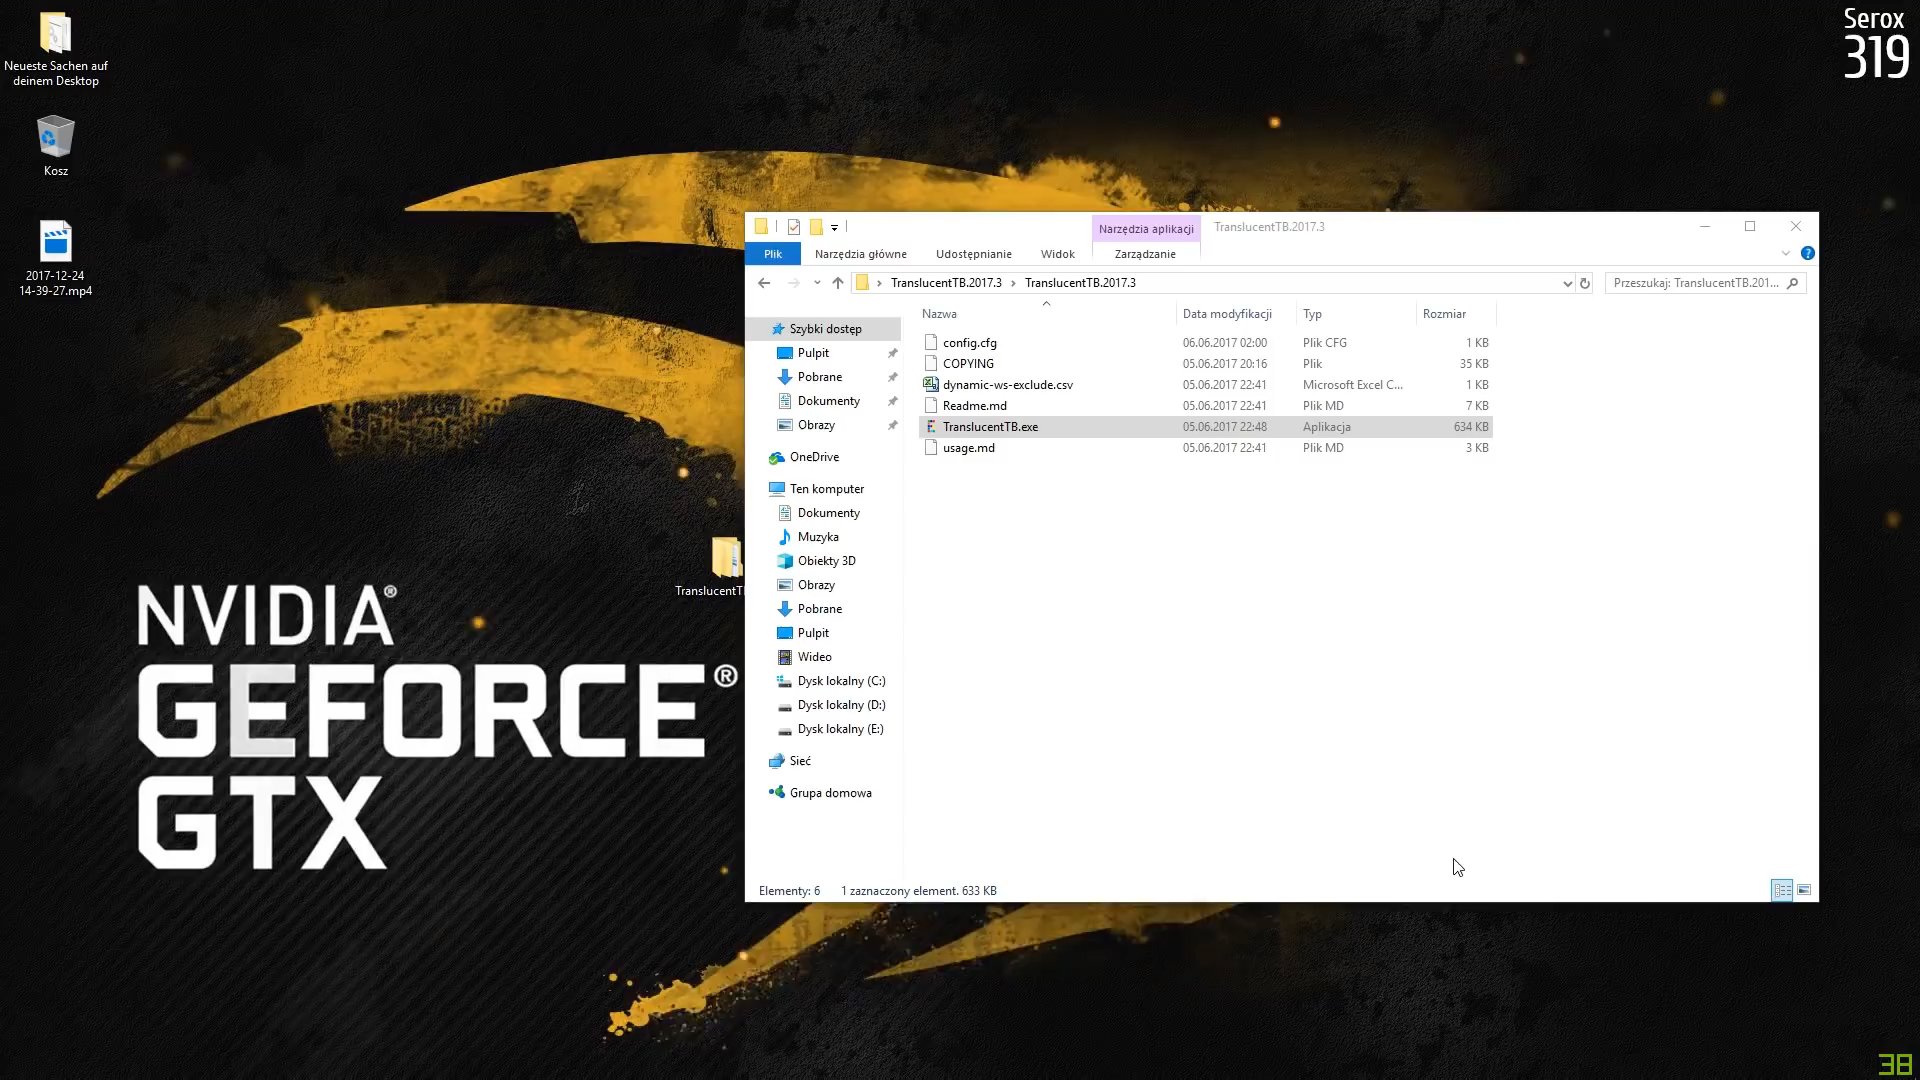 Neueste Sachen auf
deinem Desktop
Kosz
2017-12-24
14-39-27.mp4
Serox
319
NVIDIA®
GEFORCE®
GTX
TranslucentTB
Narzędzia aplikacji
TranslucentTB.2017.3
Plik
Narzędzia główne
Udostępnianie
Widok
Zarządzanie
TranslucentTB.2017.3 › TranslucentTB.2017.3
Przeszukaj: TranslucentTB.201...
Nazwa Data modyfikacji Typ Rozmiar
config.cfg 06.06.2017 02:00 Plik CFG 1 KB
COPYING 05.06.2017 20:16 Plik 35 KB
dynamic-ws-exclude.csv 05.06.2017 22:41 Microsoft Excel C... 1 KB
Readme.md 05.06.2017 22:41 Plik MD 7 KB
TranslucentTB.exe 05.06.2017 22:48 Aplikacja 634 KB
usage.md 05.06.2017 22:41 Plik MD 3 KB
Szybki dostęp
Pulpit
Pobrane
Dokumenty
Obrazy
OneDrive
Ten komputer
Dokumenty
Muzyka
Obiekty 3D
Obrazy
Pobrane
Pulpit
Wideo
Dysk lokalny (C:)
Dysk lokalny (D:)
Dysk lokalny (E:)
Sieć
Grupa domowa
Elementy: 6 1 zaznaczony element. 633 KB
38